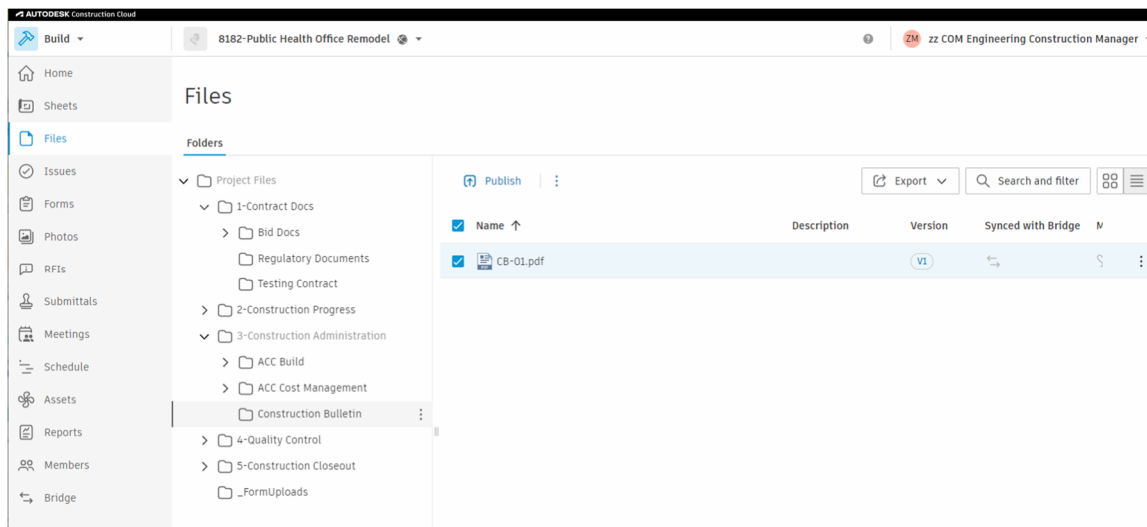 AUTODESK Construction Cloud
Build
8182-Public Health Office Remodel
ZM zz COM Engineering Construction Manager
Home
Sheets
Files
Issues
Forms
Photos
RFIs
Submittals
Meetings
Schedule
Assets
Reports
Members
Bridge
Files
Folders
Project Files
1-Contract Docs
Bid Docs
Regulatory Documents
Testing Contract
2-Construction Progress
3-Construction Administration
ACC Build
ACC Cost Management
Construction Bulletin
4-Quality Control
5-Construction Closeout
_FormUploads
Publish
Export
Search and filter
Name Description Version Synced with Bridge
CB-01.pdf V1